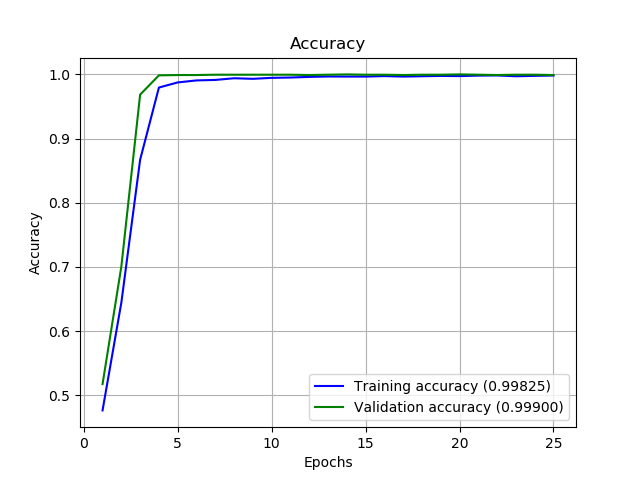 Accuracy
1.0
0.9
0.8
0.7
0.6
0.5
Accuracy
Training accuracy (0.99825)
Validation accuracy (0.99900)
0 5 10 15 20 25
Epochs